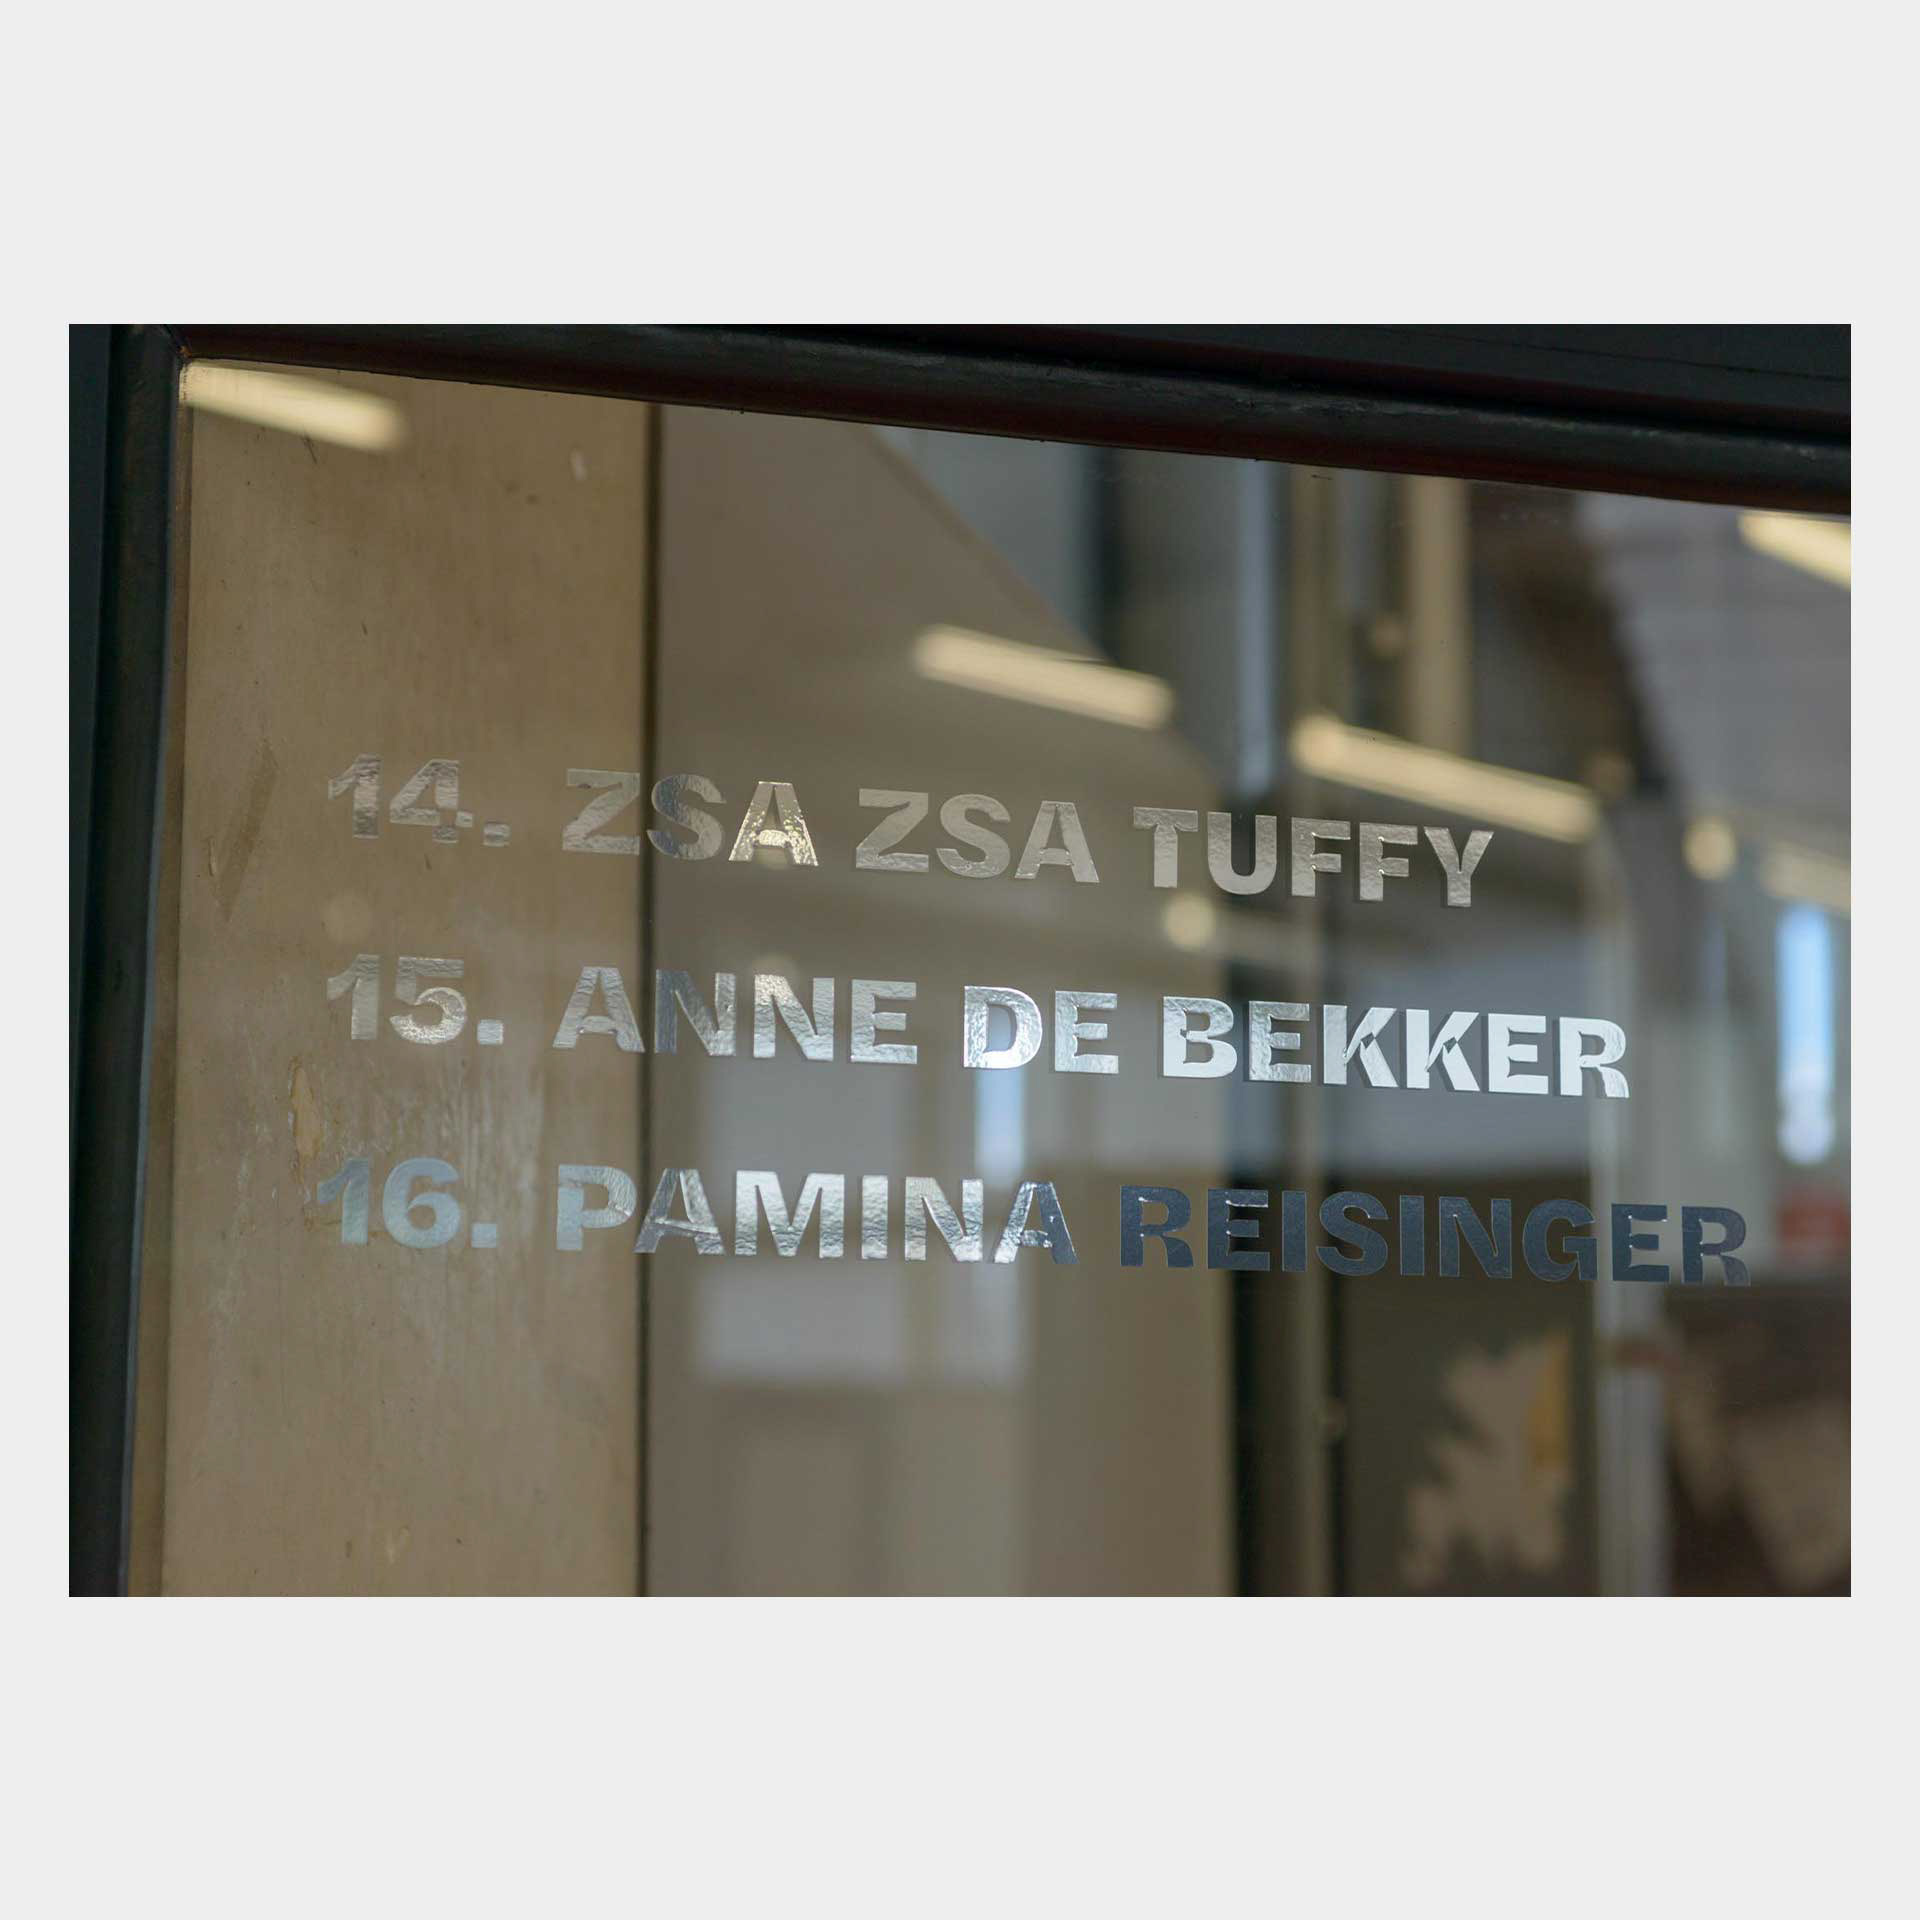 14. ZSA ZSA TUFFY
15. ANNE DE BEKKER
16. PAMINA REISINGER